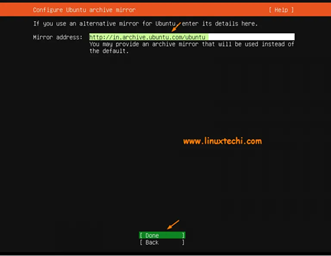 Configure Ubuntu archive mirror [ Help ]
If you use an alternative mirror for Ubuntu, enter its details here.
Mirror address: http://in.archive.ubuntu.com/ubuntu
You may provide an archive mirror that will be used instead of
the default.
www.linuxtechi.com
[ Done ]
[ Back ]